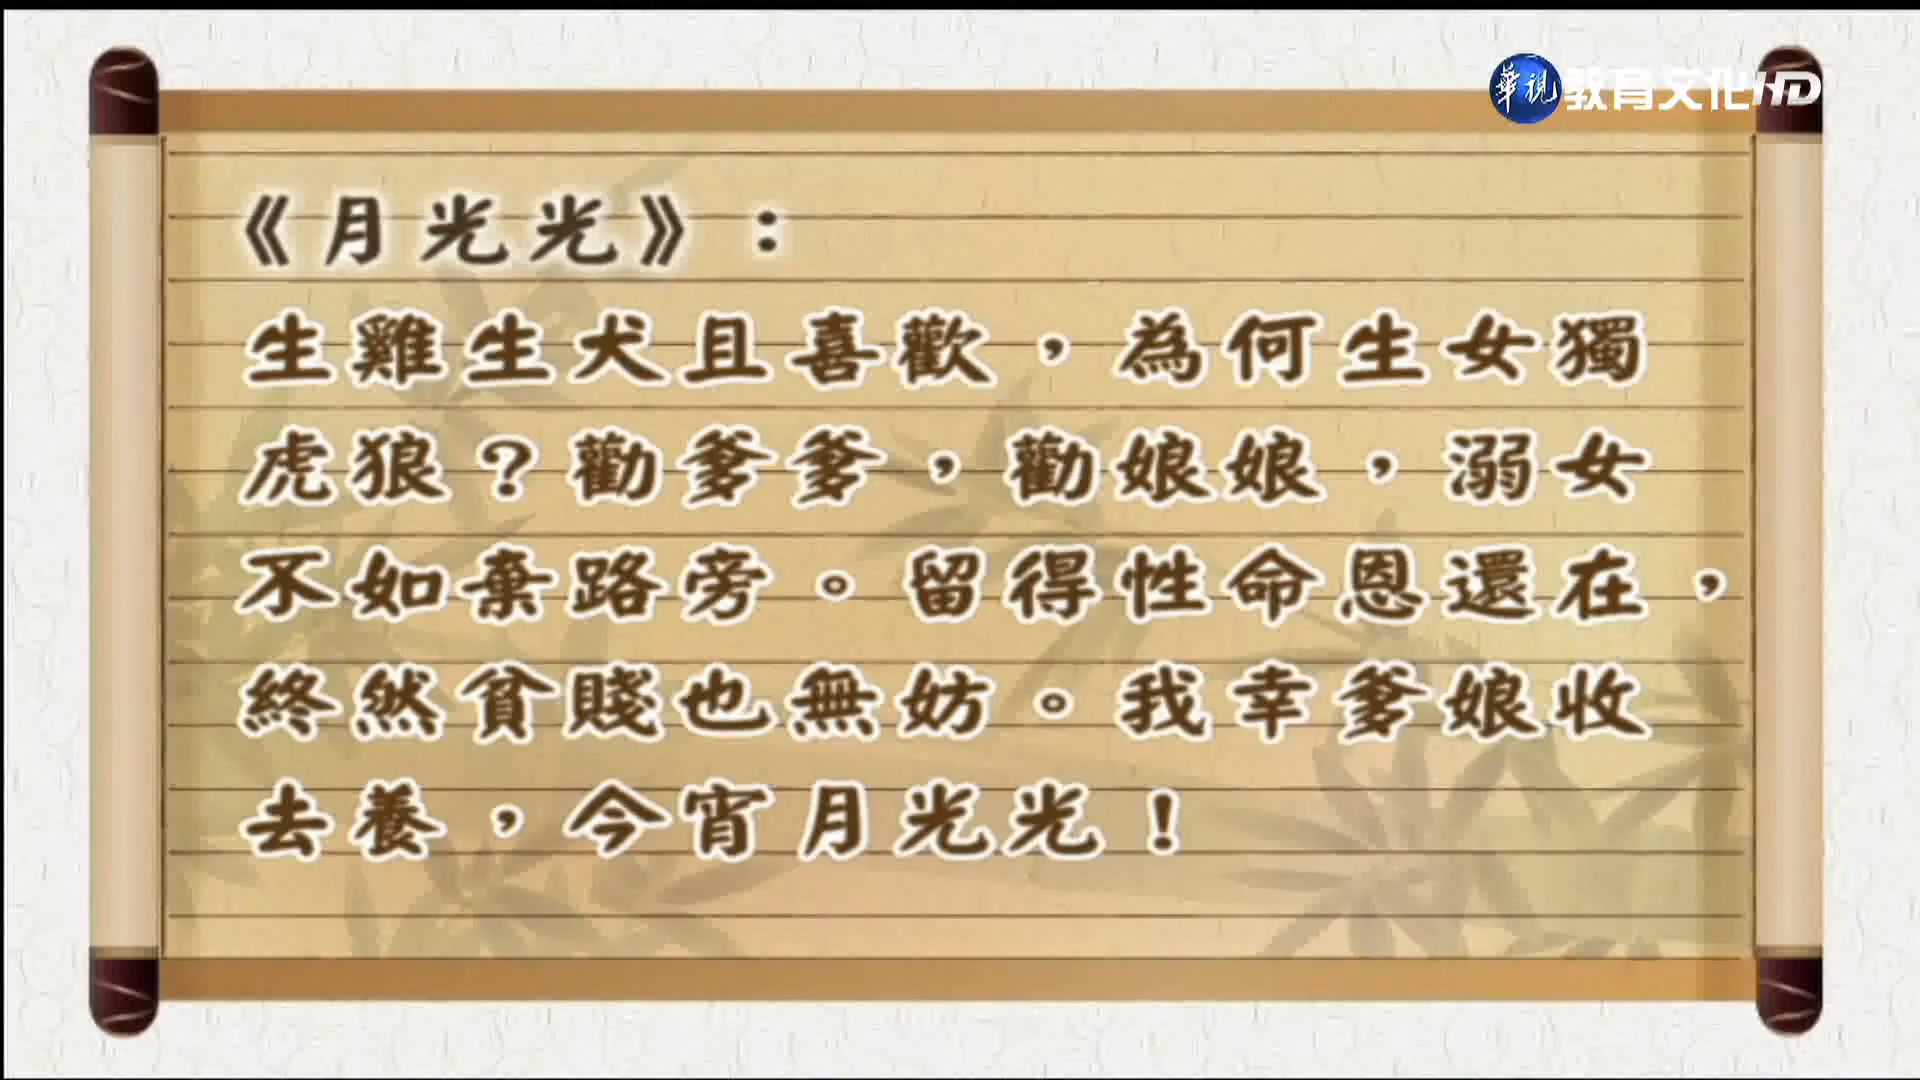 華視 教育文化HD
《月光光》：
生雞生犬且喜歡，為何生女獨
虎狼？勸爹爹，勸娘娘，溺女
不如棄路旁。留得性命恩還在，
終然貧賤也無妨。我幸爹娘收
去養，今宵月光光！